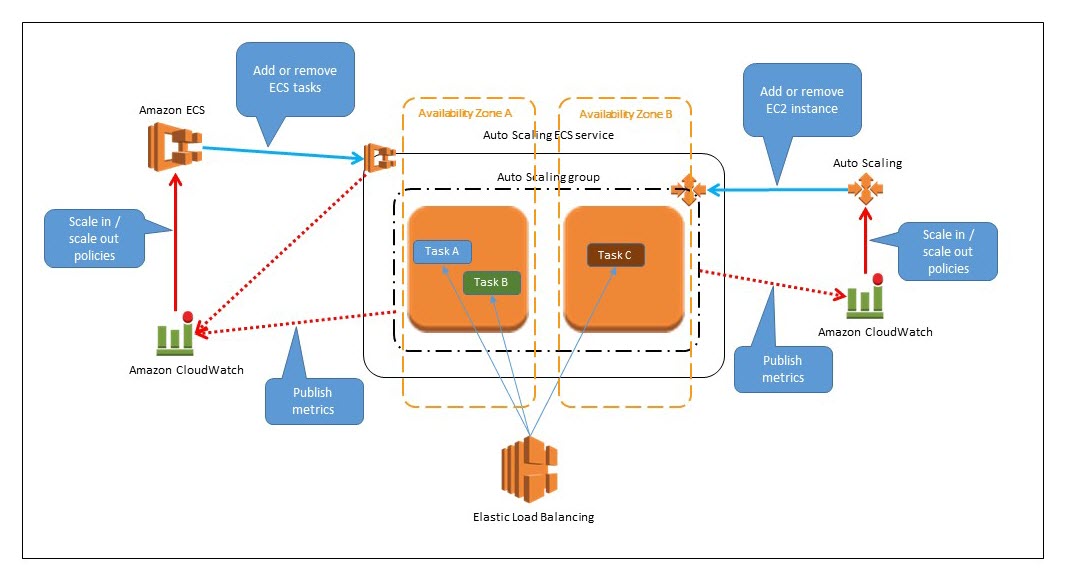 Add or remove
ECS tasks
Amazon ECS
Scale in /
scale out
policies
Amazon CloudWatch
Publish
metrics
Availability Zone A
Availability Zone B
Auto Scaling ECS service
Auto Scaling group
Task A
Task B
Task C
Elastic Load Balancing
Add or remove
EC2 instance
Auto Scaling
Scale in /
scale out
policies
Amazon CloudWatch
Publish
metrics